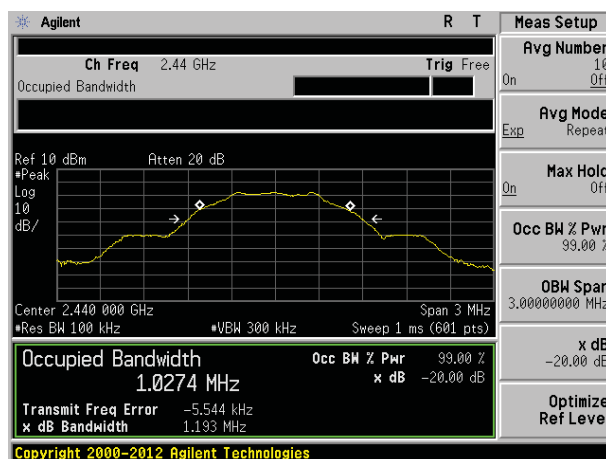 Agilent R T Meas Setup
Ch Freq 2.44 GHz Trig Free
Occupied Bandwidth
Avg Number
10
On Off
Avg Mode
Exp Repeat
Max Hold
On Off
Occ BW % Pwr
99.00 %
OBW Span
3.00000000 MHz
x dB
-20.00 dB
Optimize
Ref Level
Ref 10 dBm Atten 20 dB
#Peak
Log
10
dB/
Center 2.440 000 GHz Span 3 MHz
#Res BW 100 kHz #VBW 300 kHz Sweep 1 ms (601 pts)
Occupied Bandwidth Occ BW % Pwr 99.00 %
1.0274 MHz x dB -20.00 dB
Transmit Freq Error -5.544 kHz
x dB Bandwidth 1.193 MHz
Copyright 2000-2012 Agilent Technologies